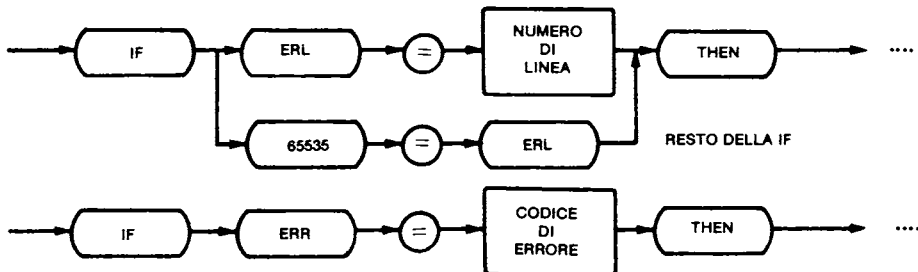 IF ERL = NUMERO DI LINEA THEN ....
65535 = ERL RESTO DELLA IF
IF ERR = CODICE DI ERRORE THEN ....